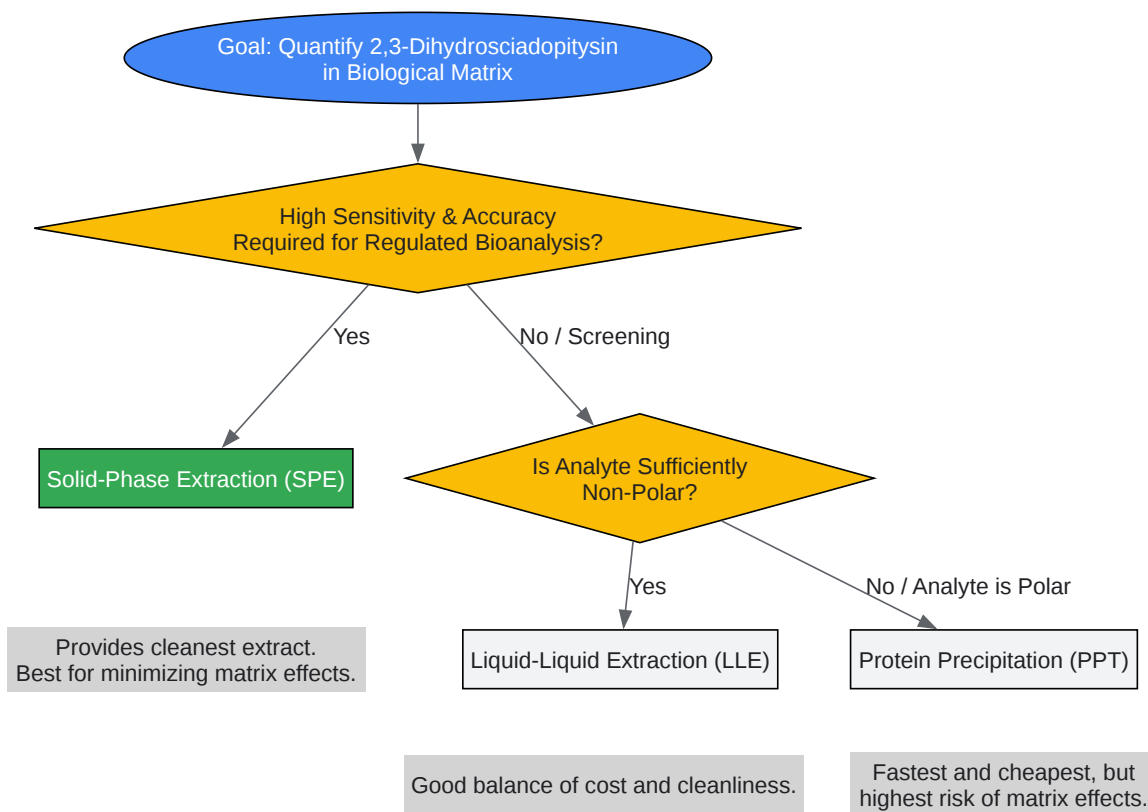 Goal: Quantify 2,3-Dihydrosciadopitysin
in Biological Matrix
High Sensitivity & Accuracy
Required for Regulated Bioanalysis?
Yes
No / Screening
Solid-Phase Extraction (SPE)
Is Analyte Sufficiently
Non-Polar?
Yes
No / Analyte is Polar
Provides cleanest extract.
Best for minimizing matrix effects.
Liquid-Liquid Extraction (LLE)
Protein Precipitation (PPT)
Good balance of cost and cleanliness.
Fastest and cheapest, but
highest risk of matrix effects.